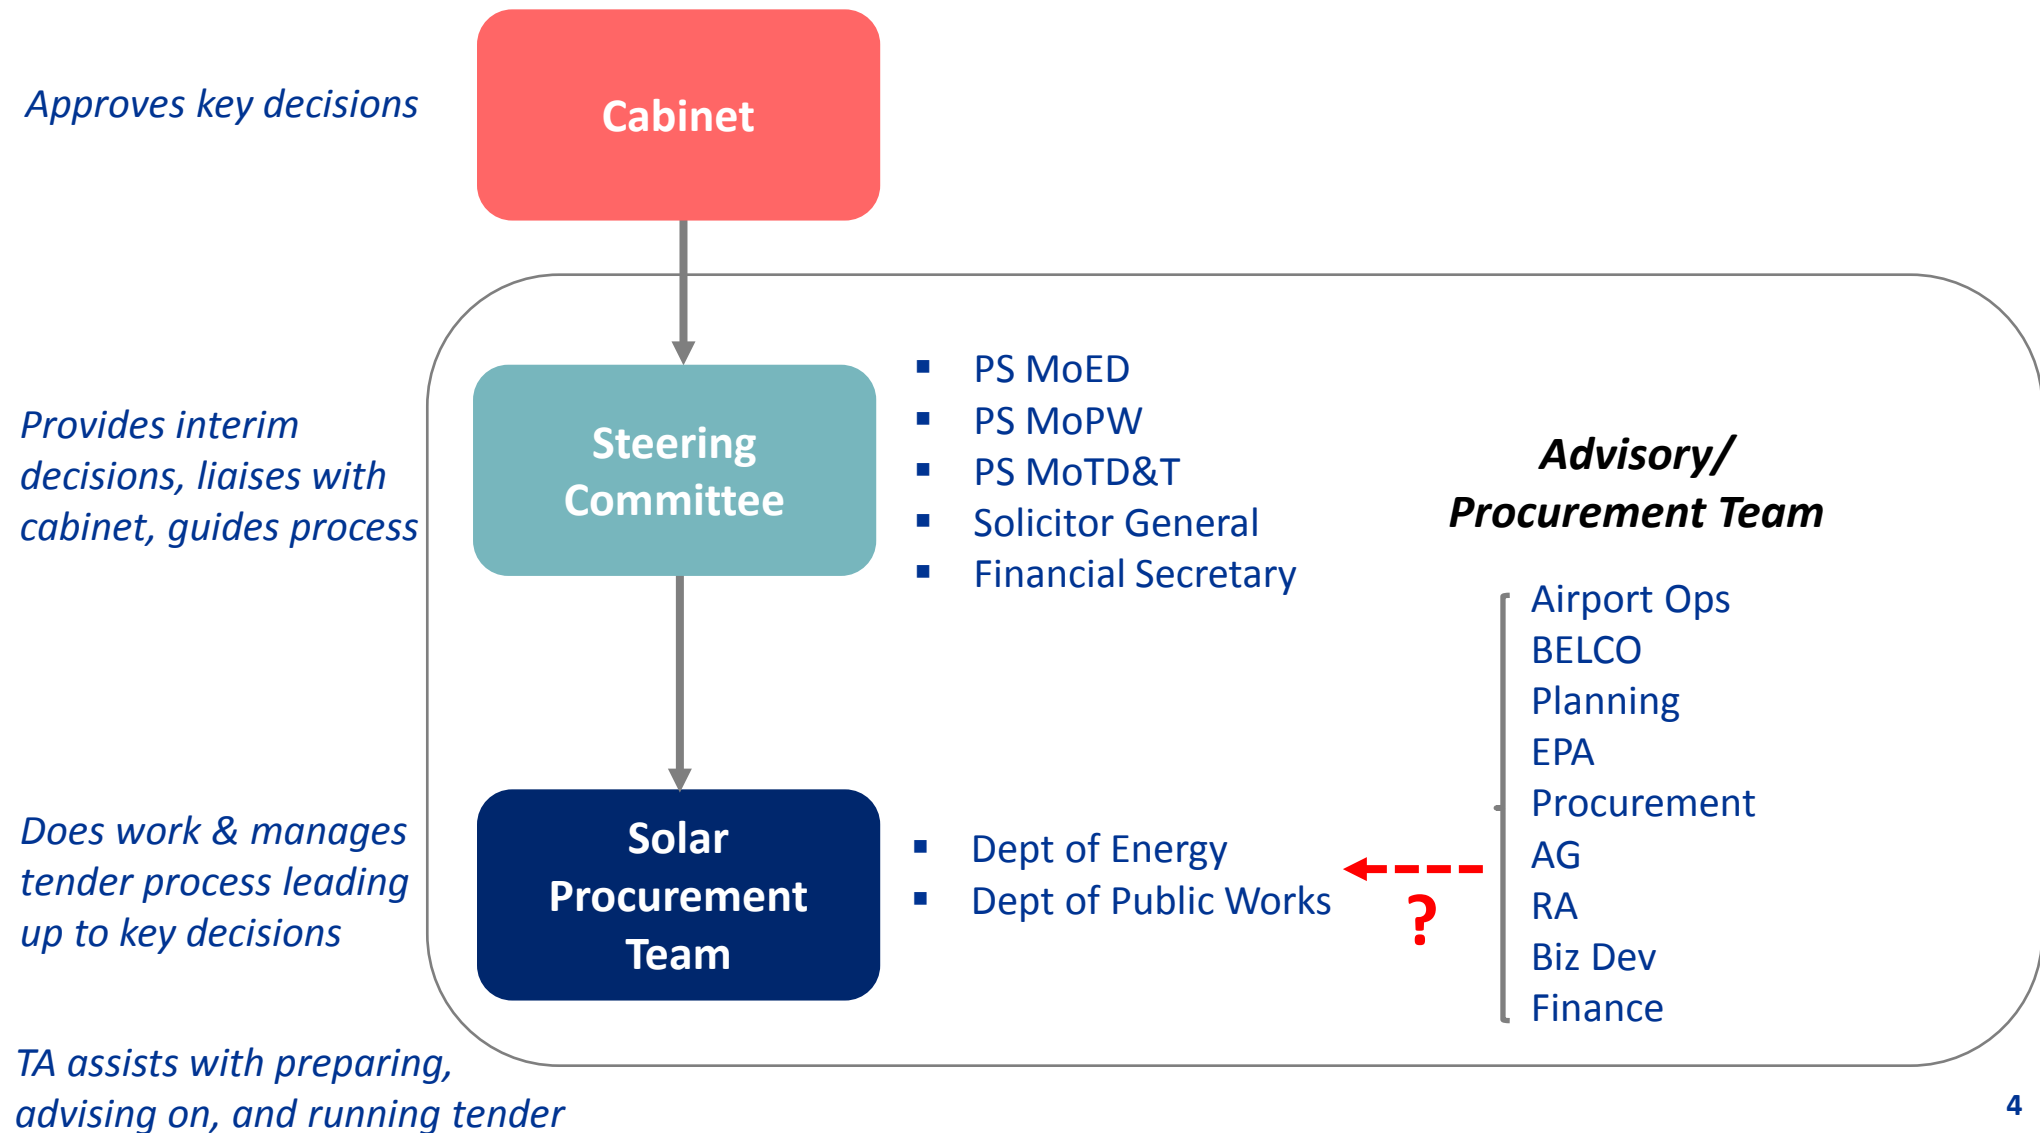 Approves key decisions
Cabinet
Provides interim
decisions, liaises with
cabinet, guides process
Steering
Committee
▪ PS MoED
▪ PS MoPW
▪ PS MoTD&T
▪ Solicitor General
▪ Financial Secretary
Advisory/
Procurement Team
Airport Ops
BELCO
Planning
EPA
Procurement
AG
RA
Biz Dev
Finance
Does work & manages
tender process leading
up to key decisions
Solar
Procurement
Team
▪ Dept of Energy
▪ Dept of Public Works
?
TA assists with preparing,
advising on, and running tender
4